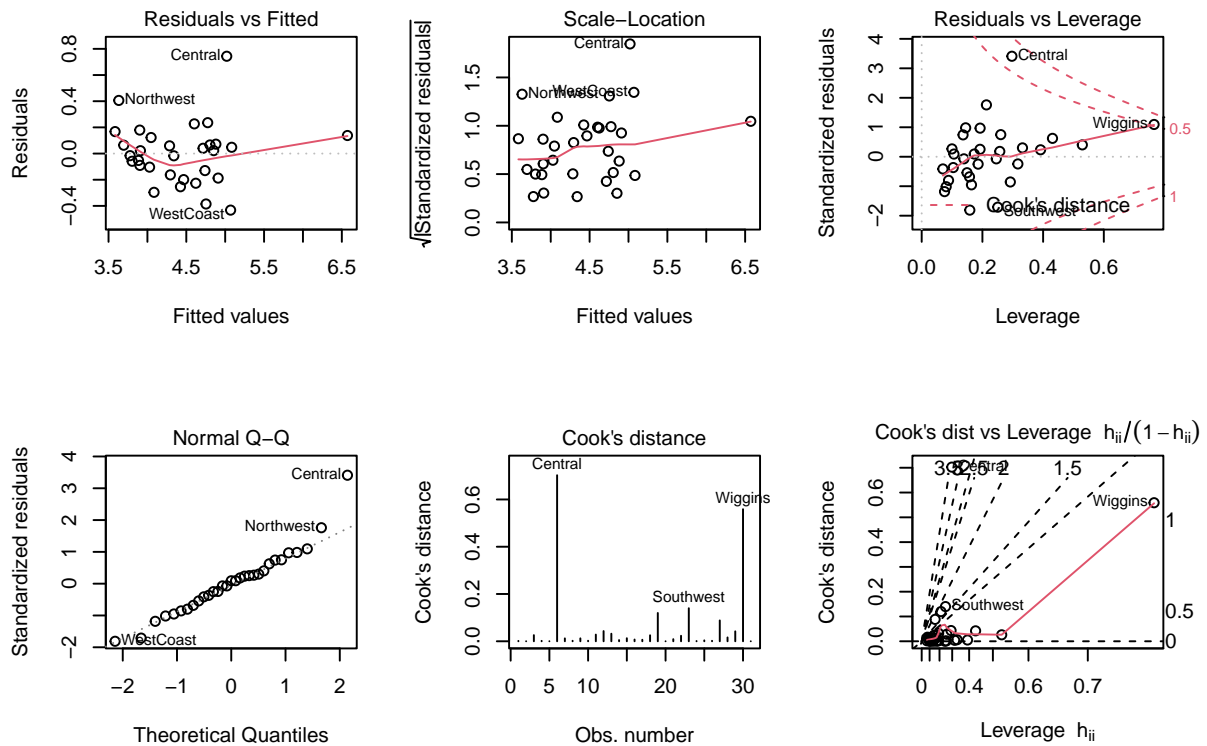 Residuals vs Fitted
Residuals
0.8
0.4
0.0
−0.4
Central
Northwest
WestCoast
3.5 4.5 5.5 6.5
Fitted values
Scale−Location
√|Standardized residuals|
1.5
1.0
0.5
0.0
Central
Northwest
WestCoast
3.5 4.5 5.5 6.5
Fitted values
Residuals vs Leverage
Standardized residuals
4
3
2
1
0
−2
Central
Wiggins
0.5
1
Cook's distance
Southwest
0.0 0.2 0.4 0.6
Leverage
Normal Q−Q
Standardized residuals
4
3
2
1
0
−2
Central
Northwest
WestCoast
−2 −1 0 1 2
Theoretical Quantiles
Cook's distance
Cook's distance
0.6
0.4
0.2
0.0
Central
Wiggins
Southwest
0 5 10 20 30
Obs. number
Cook's dist vs Leverage hii/(1−hii)
Cook's distance
0.6
0.4
0.2
0.0
Central
2
1.5
Wiggins
1
Southwest
0.5
0
0 0.4 0.6 0.7
Leverage hii